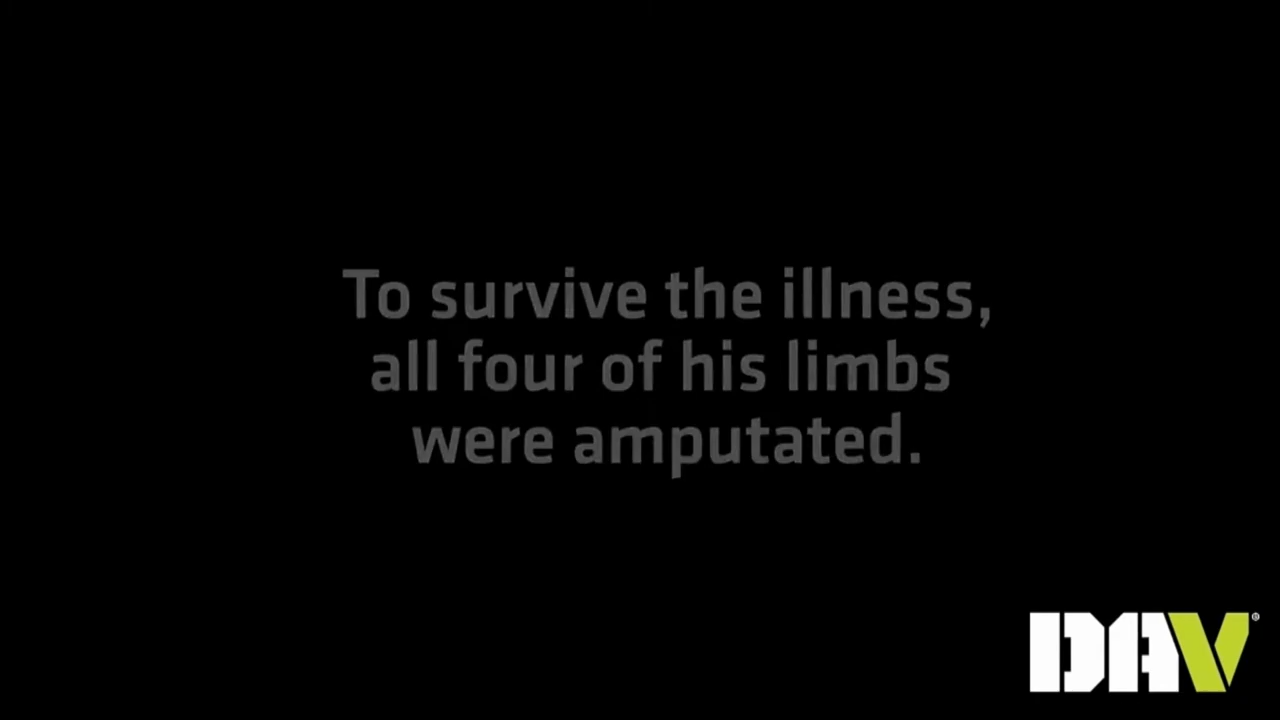 To survive the illness,
all four of his limbs
were amputated.
DAV®